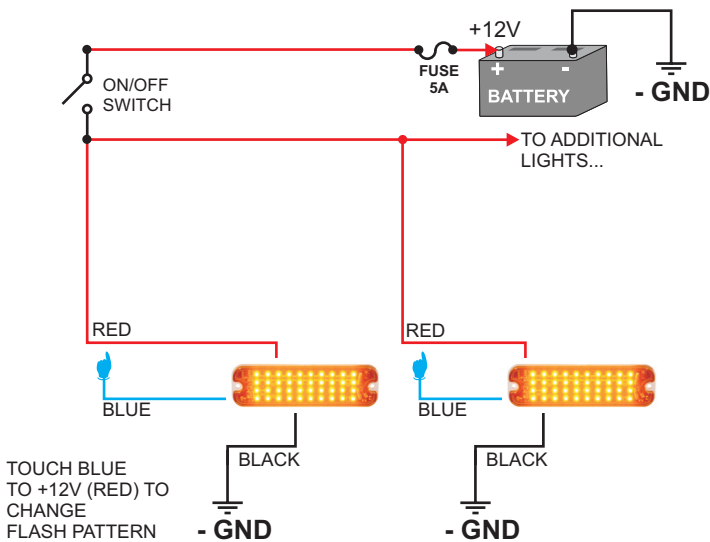 +12V
FUSE
5A
+ -
BATTERY
- GND
ON/OFF
SWITCH
TO ADDITIONAL
LIGHTS...
RED
RED
BLUE
BLUE
BLACK
BLACK
TOUCH BLUE
TO +12V (RED) TO
CHANGE
FLASH PATTERN
- GND
- GND